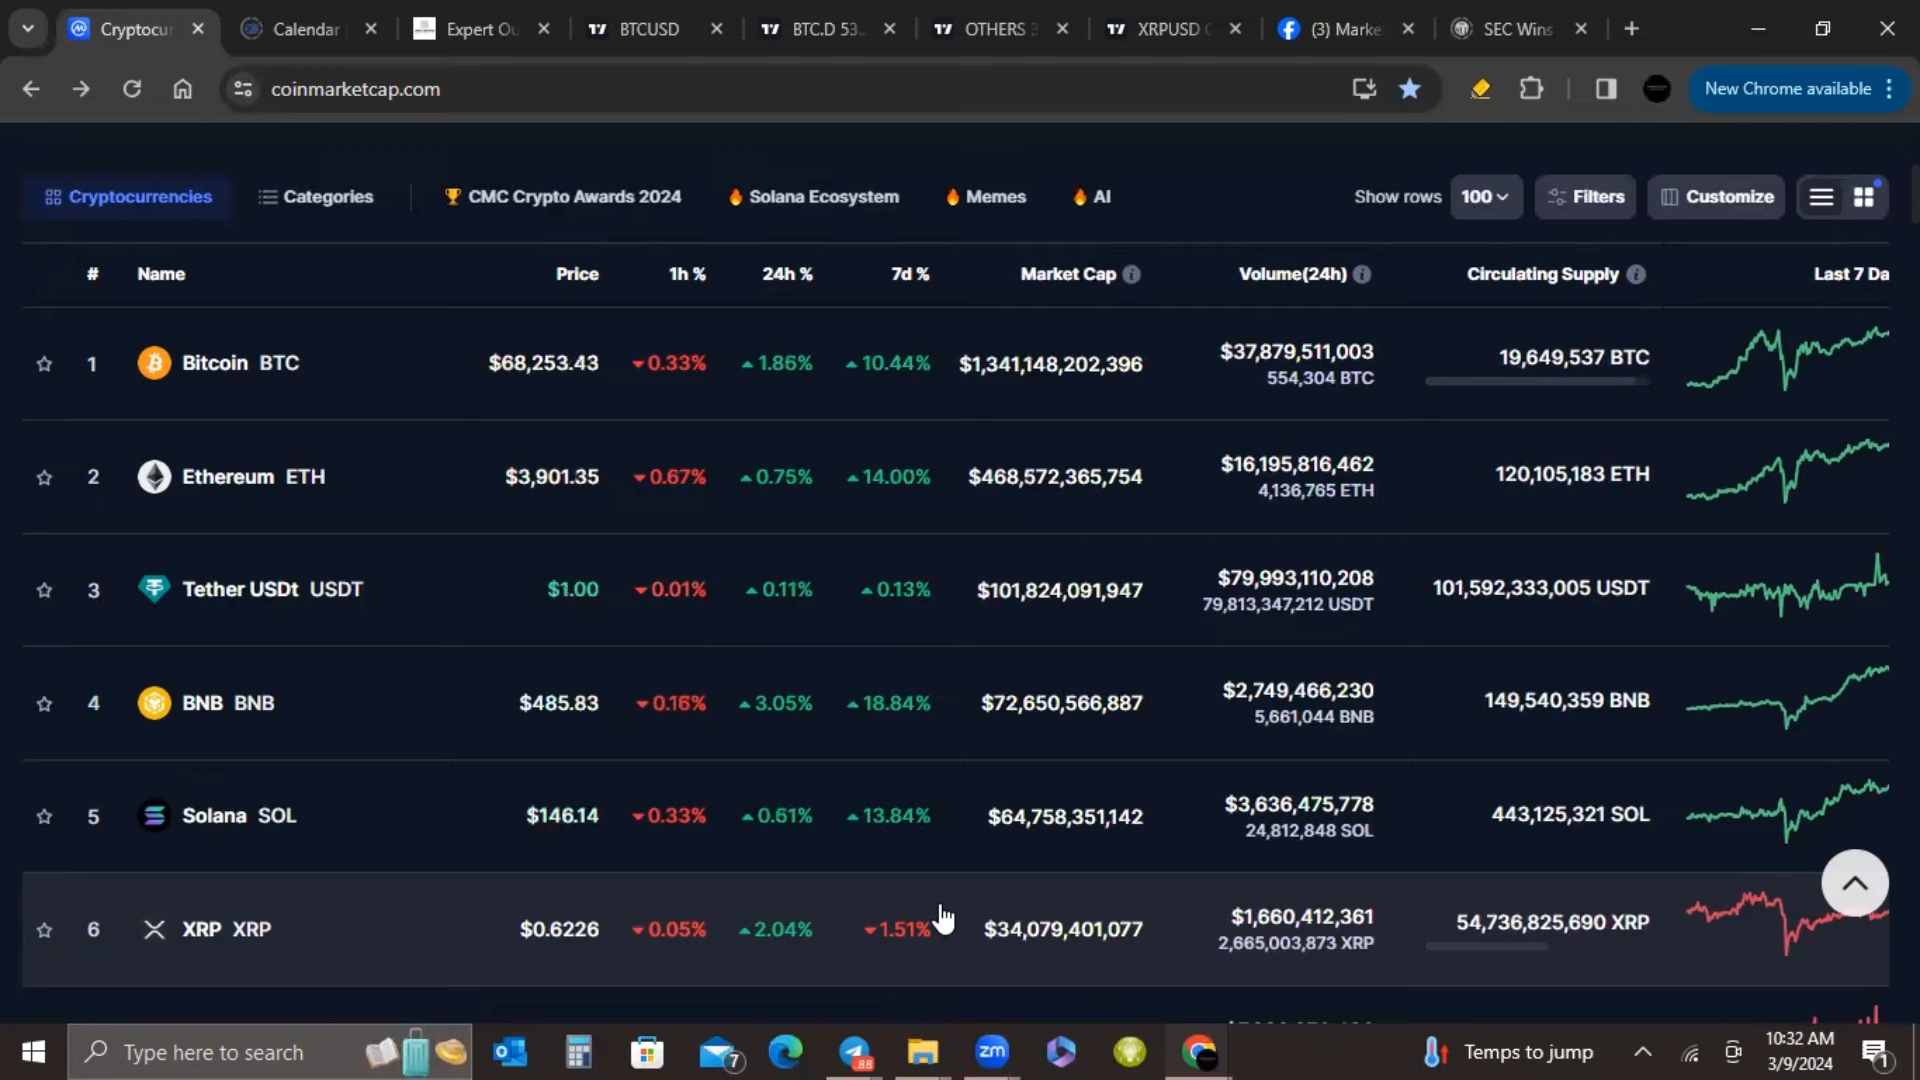 Cryptocur
Calendar
Expert Ou
BTCUSD
BTC.D 53.
OTHERS 3
XRPUSD
(3) Marke
SEC Wins
coinmarketcap.com
New Chrome available
Cryptocurrencies
Categories
CMC Crypto Awards 2024
Solana Ecosystem
Memes
AI
Show rows
100
Filters
Customize
# Name Price 1h % 24h % 7d % Market Cap Volume(24h) Circulating Supply Last 7 Da
1 Bitcoin BTC $68,253.43 0.33% 1.86% 10.44% $1,341,148,202,396 $37,879,511,003 19,649,537 BTC
554,304 BTC
2 Ethereum ETH $3,901.35 0.67% 0.75% 14.00% $468,572,365,754 $16,195,816,462 120,105,183 ETH
4,136,765 ETH
3 Tether USDt USDT $1.00 0.01% 0.11% 0.13% $101,824,091,947 $79,993,110,208 101,592,333,005 USDT
79,813,347,212 USDT
4 BNB BNB $485.83 0.16% 3.05% 18.84% $72,650,566,887 $2,749,466,230 149,540,359 BNB
5,661,044 BNB
5 Solana SOL $146.14 0.33% 0.61% 13.84% $64,758,351,142 $3,636,475,778 443,125,321 SOL
24,812,848 SOL
6 XRP XRP $0.6226 0.05% 2.04% 1.51% $34,079,401,077 $1,660,412,361 54,736,825,690 XRP
2,665,003,873 XRP
Type here to search
7
88
zm
Temps to jump
10:32 AM
3/9/2024
1